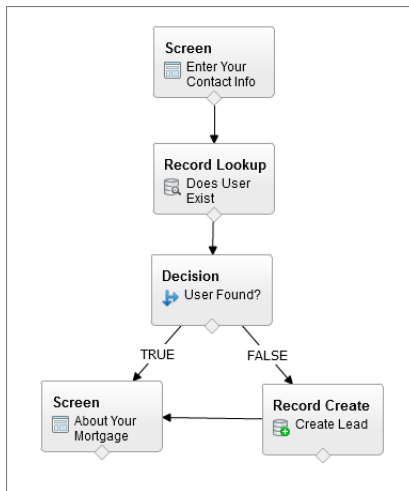 Screen
Enter Your
Contact Info
Record Lookup
Does User
Exist
Decision
User Found?
TRUE
FALSE
Screen
About Your
Mortgage
Record Create
Create Lead